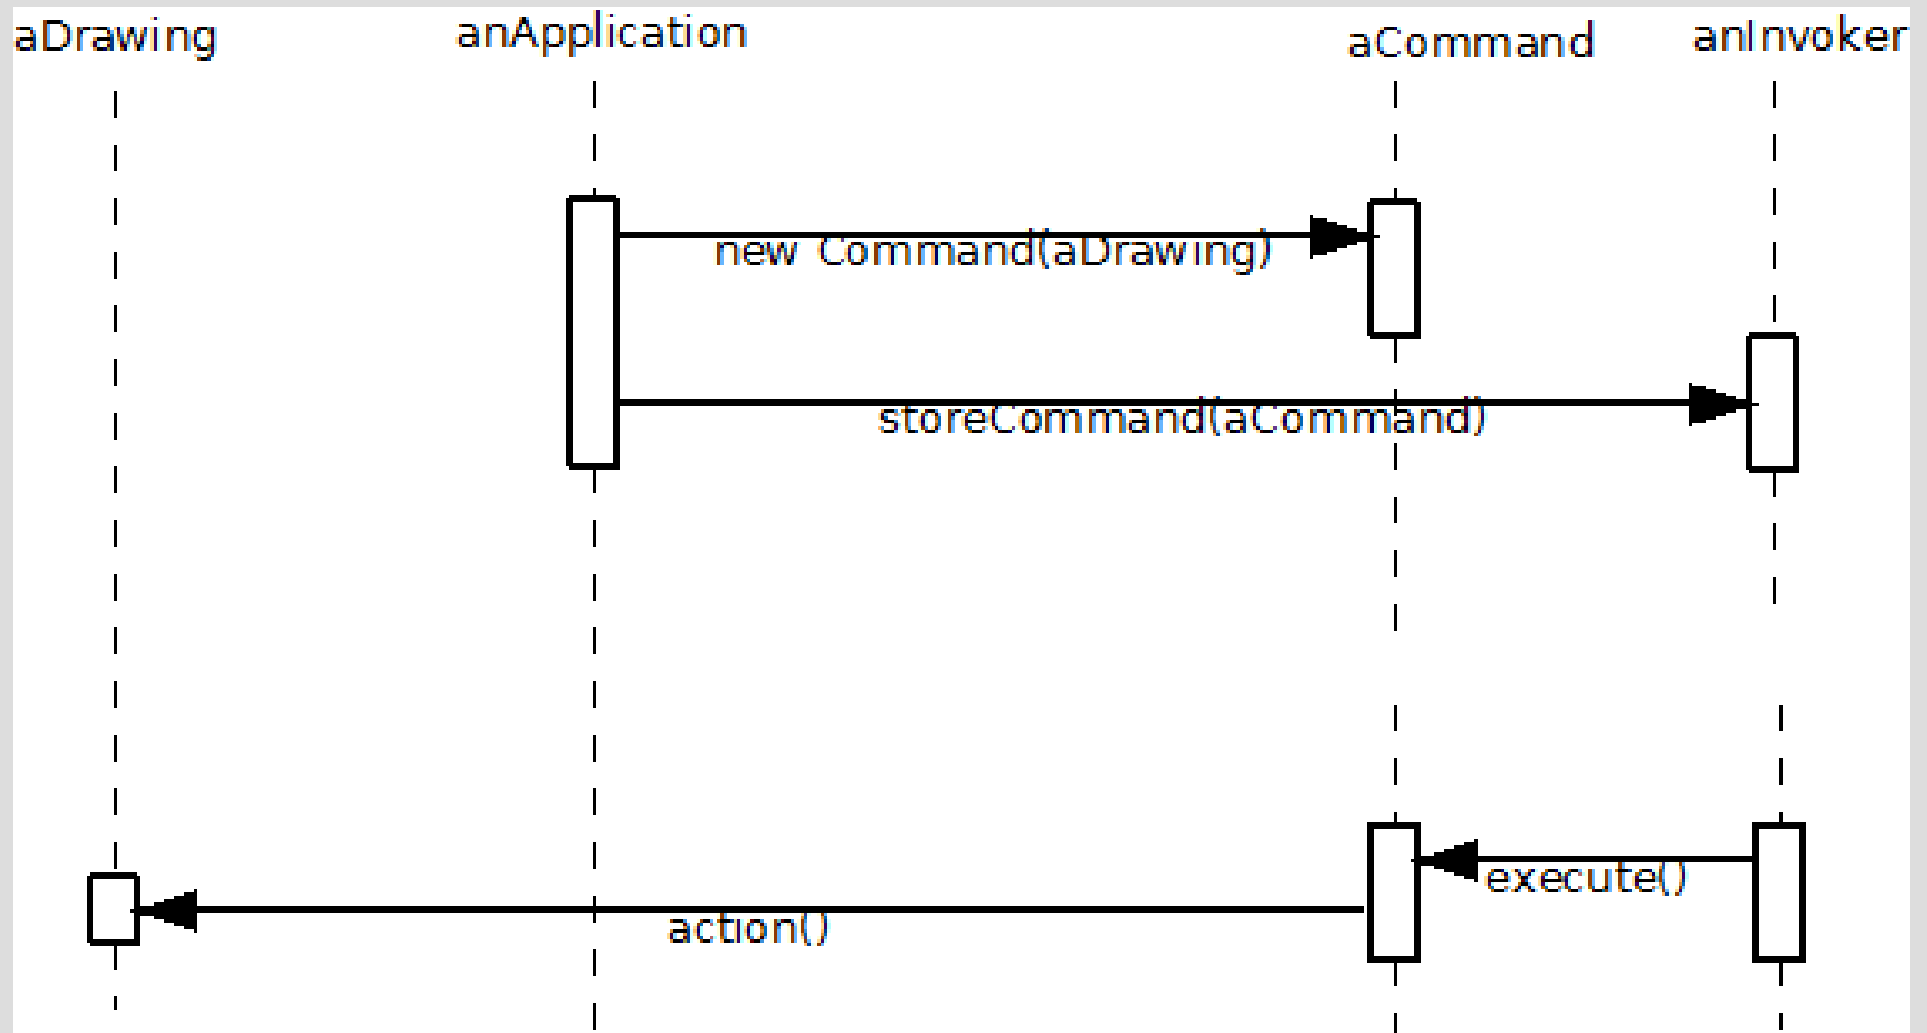 aDrawing
anApplication
aCommand
anInvoker
new Command(aDrawing)
storeCommand(aCommand)
execute()
action()